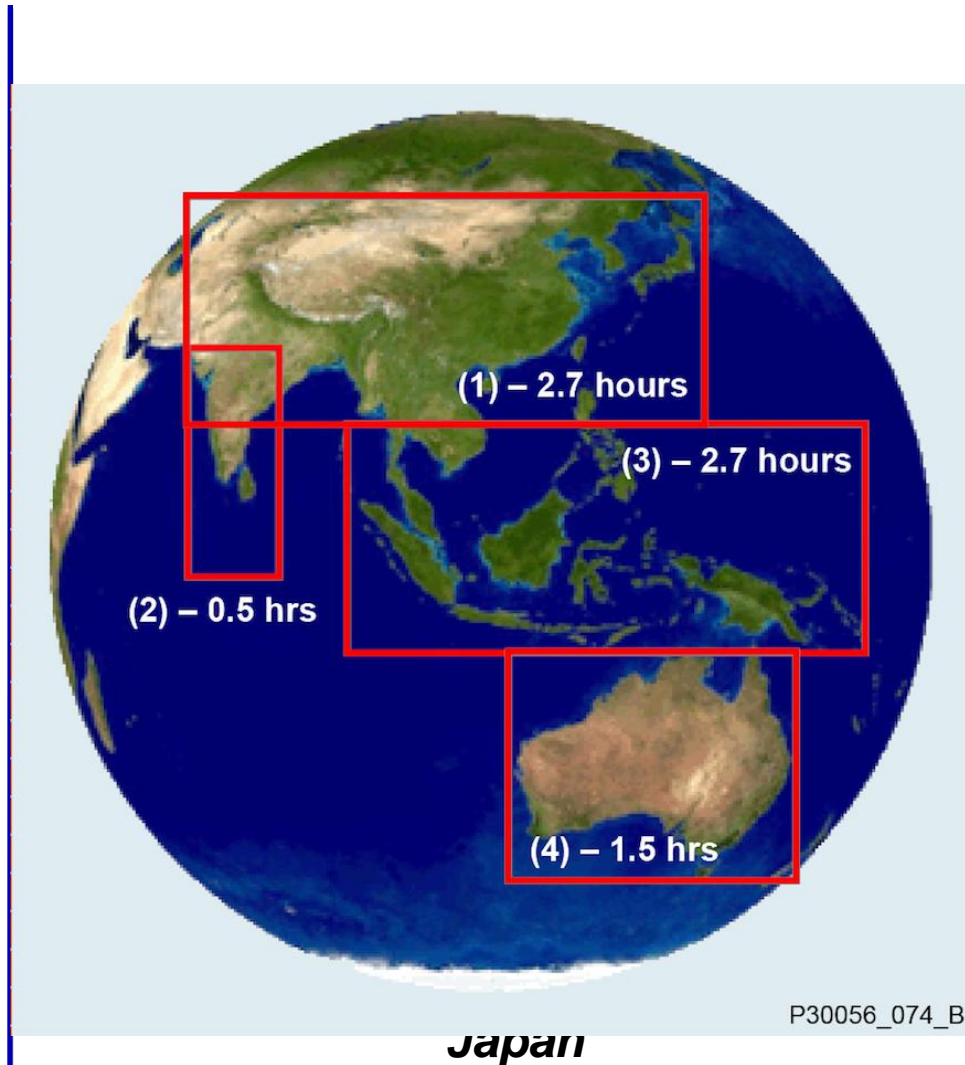 (1) – 2.7 hours
(3) – 2.7 hours
(2) – 0.5 hrs
(4) – 1.5 hrs
P30056_074_B
Japan